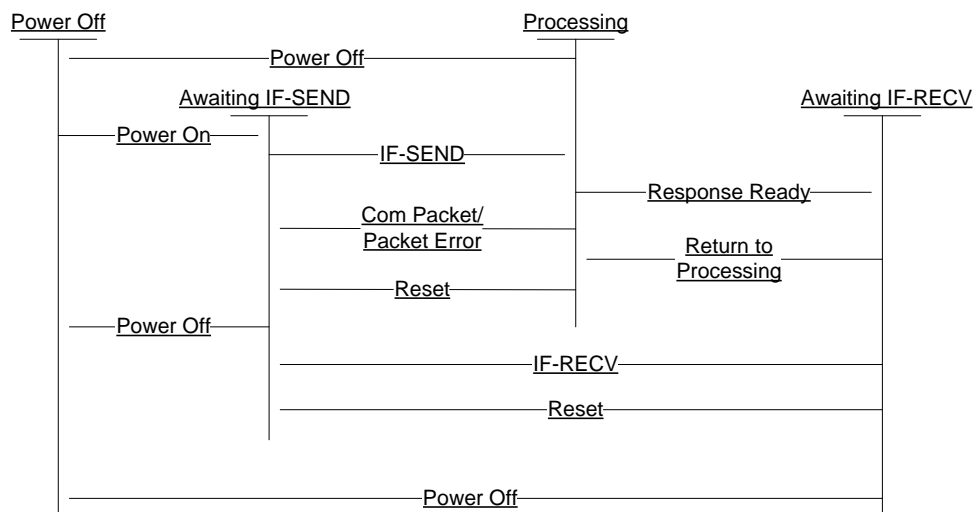 Power Off
Processing
Power Off
Awaiting IF-SEND
Awaiting IF-RECV
Power On
IF-SEND
Response Ready
Com Packet/
Packet Error
Return to
Processing
Reset
Power Off
IF-RECV
Reset
Power Off